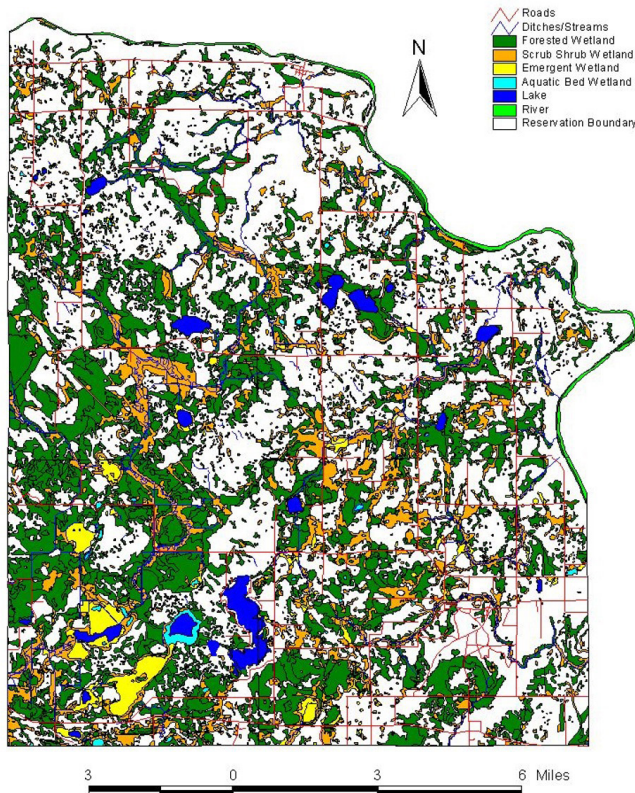 Roads
Ditches/Streams
Forested Wetland
Scrub Shrub Wetland
Emergent Wetland
Aquatic Bed Wetland
Lake
River
Reservation Boundary
N
3 0 3 6 Miles